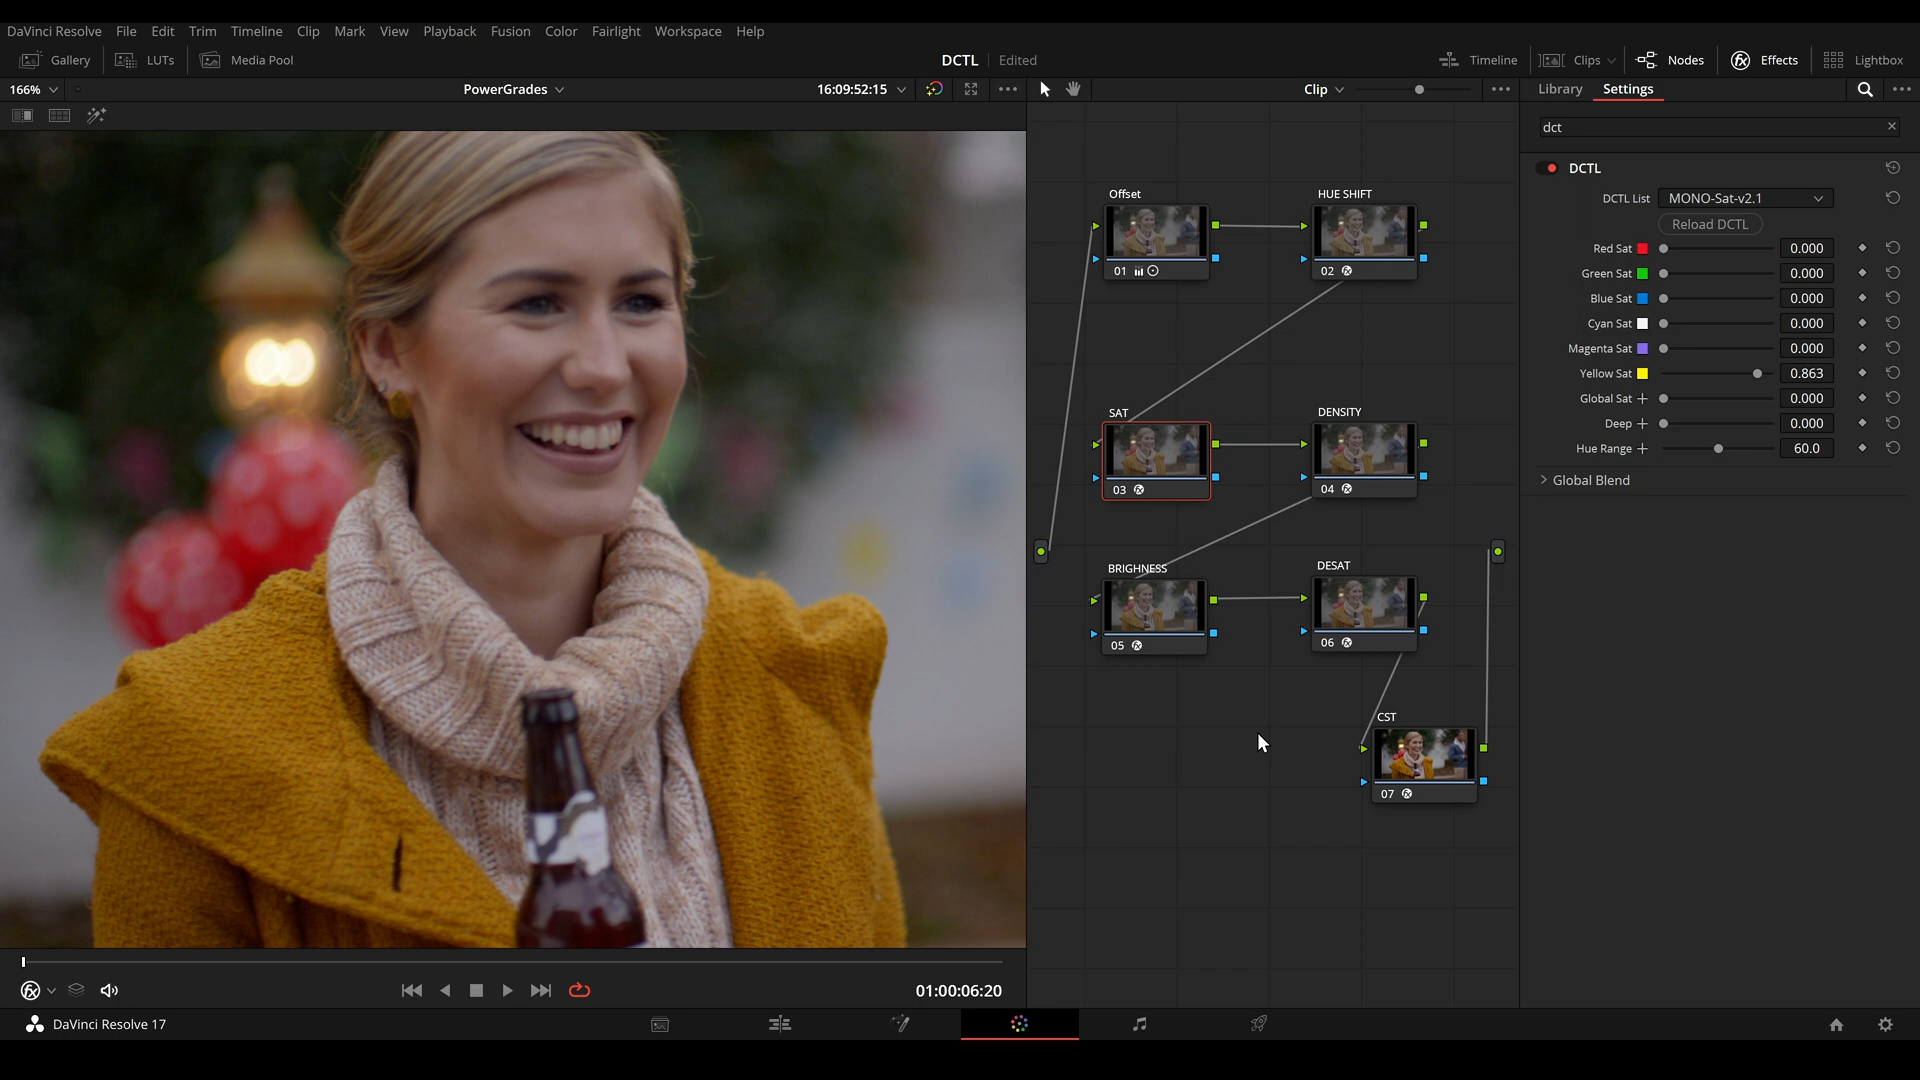 DaVinci Resolve File Edit Trim Timeline Clip Mark View Playback Fusion Color Fairlight Workspace Help
Gallery LUTs Media Pool DCTL Edited Timeline Clips Nodes Effects Lightbox
166% PowerGrades 16:09:52:15 Clip Library Settings
dct
DCTL
DCTL List MONO-Sat-v2.1
Reload DCTL
Red Sat 0.000
Green Sat 0.000
Blue Sat 0.000
Cyan Sat 0.000
Magenta Sat 0.000
Yellow Sat 0.863
Global Sat 0.000
Deep 0.000
Hue Range 60.0
Global Blend
Offset HUE SHIFT
01 02
SAT DENSITY
03 04
BRIGHNESS DESAT
05 06
CST
07
01:00:06:20
DaVinci Resolve 17